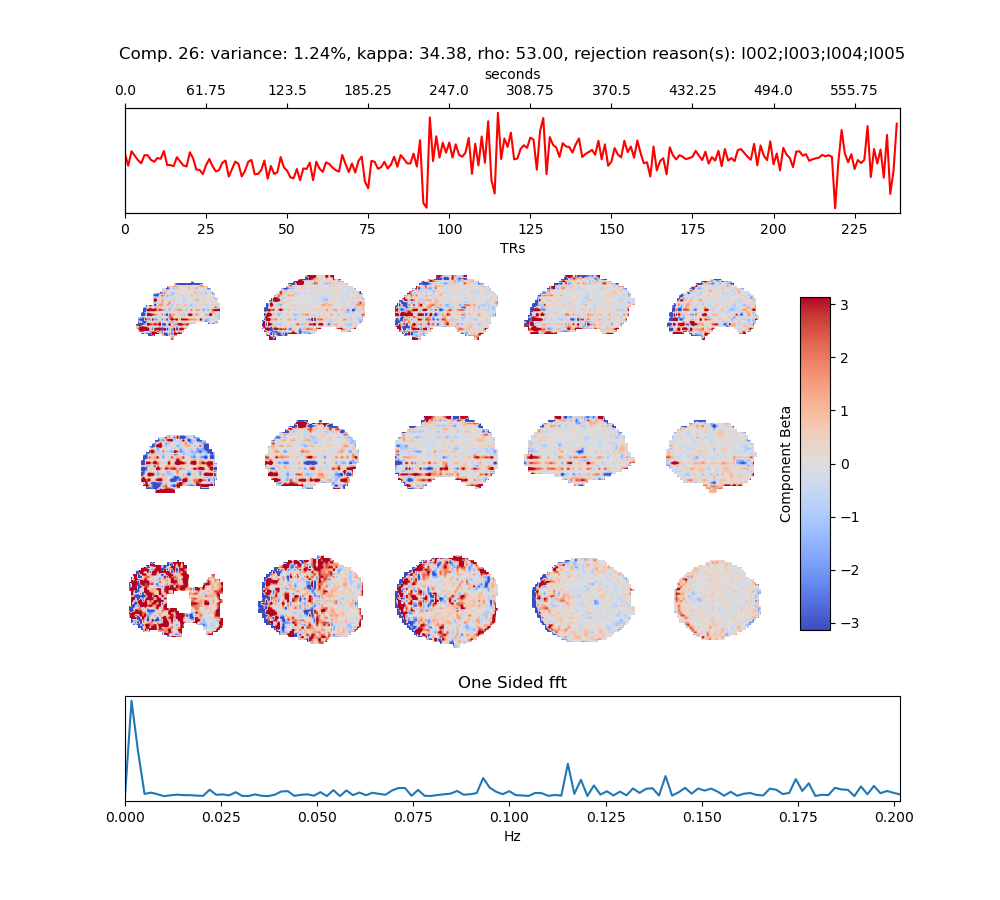 Comp. 26: variance: 1.24%, kappa: 34.38, rho: 53.00, rejection reason(s): I002;I003;I004;I005
seconds
0.0 61.75 123.5 185.25 247.0 308.75 370.5 432.25 494.0 555.75
0 25 50 75 100 125 150 175 200 225
TRs
3
2
1
0
−1
−2
−3
Component Beta
One Sided fft
0.000 0.025 0.050 0.075 0.100 0.125 0.150 0.175 0.200
Hz